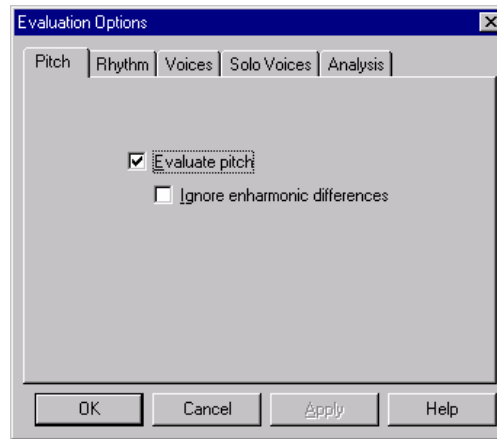 Evaluation Options
Pitch Rhythm Voices Solo Voices Analysis
Evaluate pitch
Ignore enharmonic differences
OK Cancel Apply Help